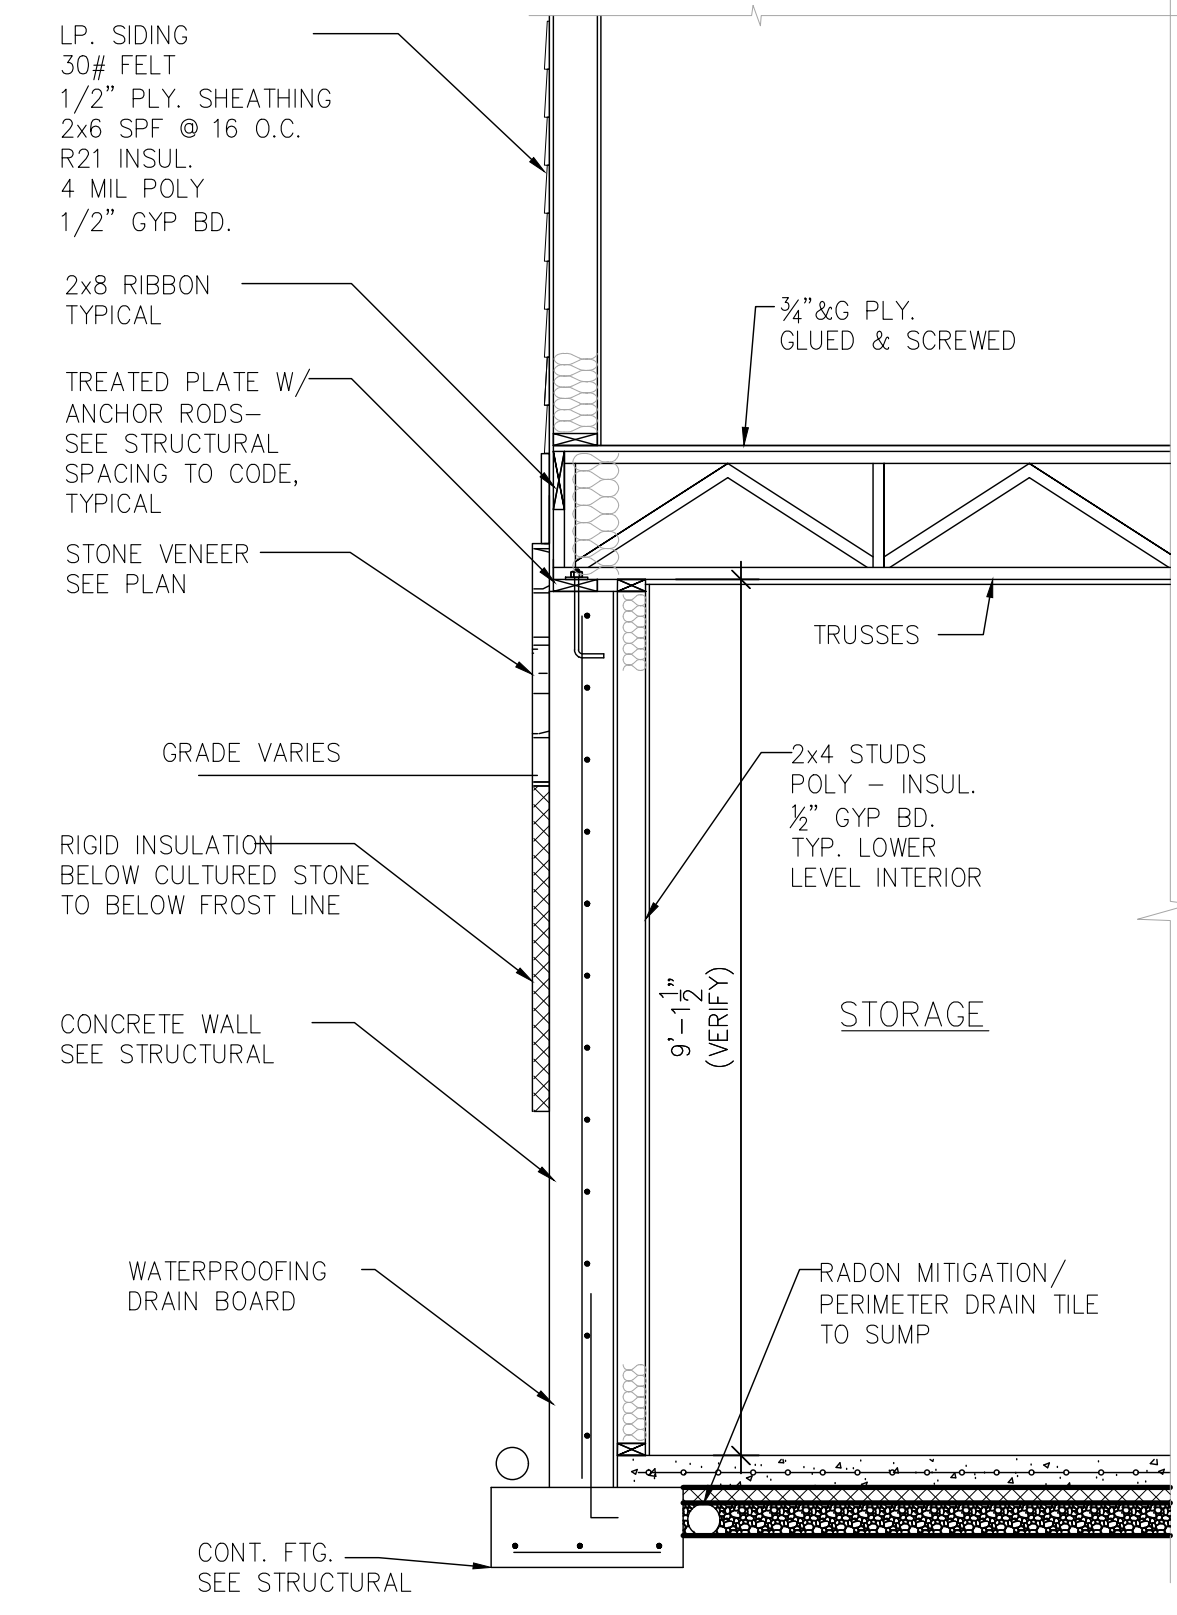 LP. SIDING
30# FELT
1/2” PLY. SHEATHING
2x6 SPF @ 16 O.C.
R21 INSUL.
4 MIL POLY
1/2” GYP BD.
2x8 RIBBON
TYPICAL
¾”&G PLY.
GLUED & SCREWED
TREATED PLATE W/
ANCHOR RODS–
SEE STRUCTURAL
SPACING TO CODE,
TYPICAL
STONE VENEER
SEE PLAN
TRUSSES
GRADE VARIES
2x4 STUDS
POLY – INSUL.
½” GYP BD.
TYP. LOWER
LEVEL INTERIOR
RIGID INSULATION
BELOW CULTURED STONE
TO BELOW FROST LINE
9’–1½”
(VERIFY)
STORAGE
CONCRETE WALL
SEE STRUCTURAL
WATERPROOFING
DRAIN BOARD
RADON MITIGATION/
PERIMETER DRAIN TILE
TO SUMP
CONT. FTG.
SEE STRUCTURAL